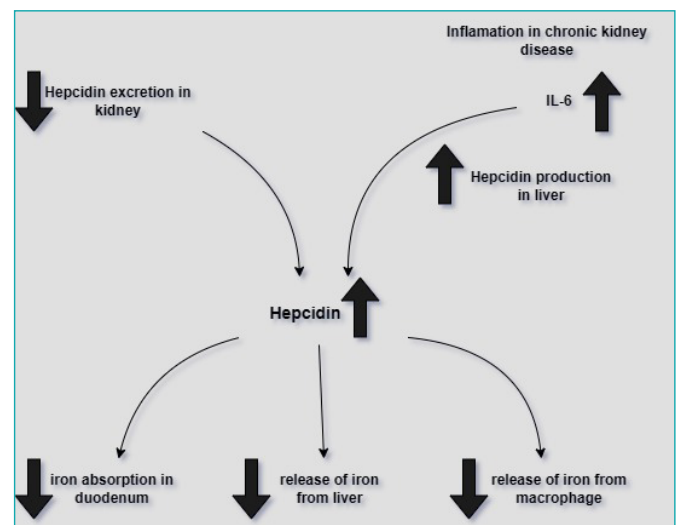 Inflamation in chronic kidney
disease
Hepcidin excretion in
kidney
IL-6
Hepcidin production
in liver
Hepcidin
iron absorption in
duodenum
release of iron
from liver
release of iron from
macrophage